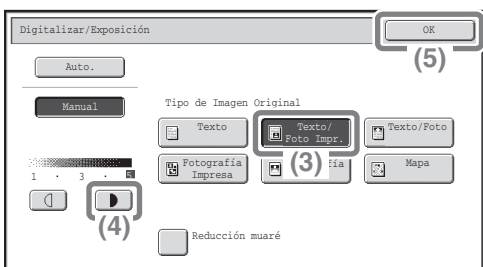 Digitalizar/Exposición
OK
(5)
Auto.
Manual
Tipo de Imagen Original
Texto
Texto/
Foto Impr.
Texto/Foto
(3)
Fotografía
Impresa
Mapa
1 · 3 · 5
(4)
Reducción muaré